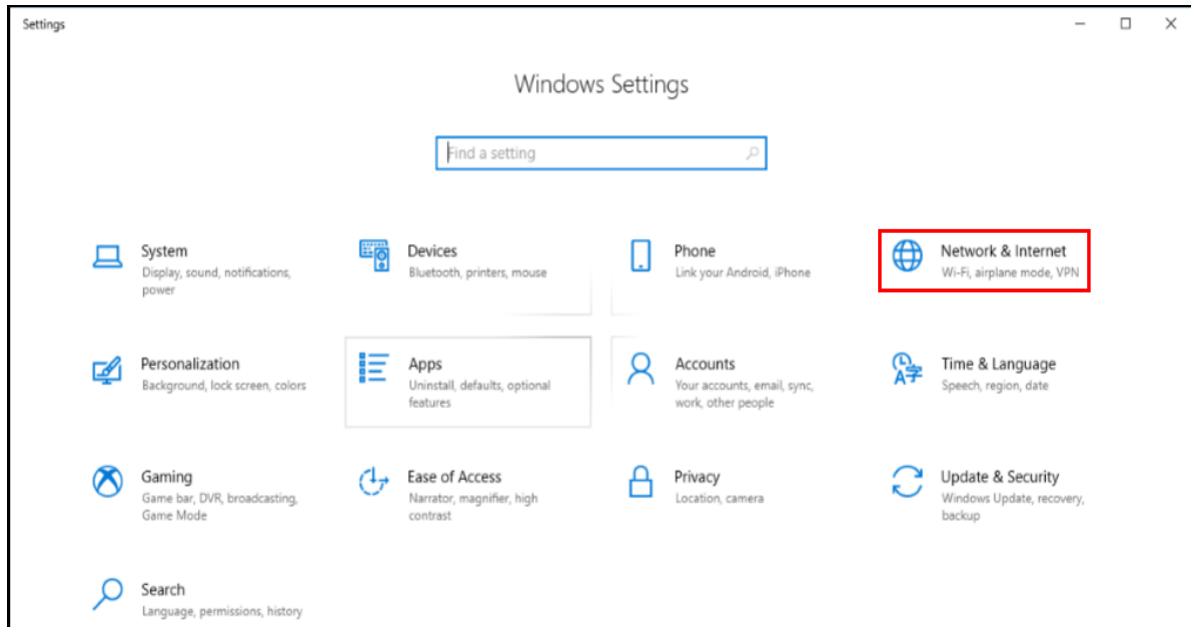 Settings
Windows Settings
Find a setting
System
Display, sound, notifications,
power
Devices
Bluetooth, printers, mouse
Phone
Link your Android, iPhone
Network & Internet
Wi-Fi, airplane mode, VPN
Personalization
Background, lock screen, colors
Apps
Uninstall, defaults, optional
features
Accounts
Your accounts, email, sync,
work, other people
Time & Language
Speech, region, date
Gaming
Game bar, DVR, broadcasting,
Game Mode
Ease of Access
Narrator, magnifier, high
contrast
Privacy
Location, camera
Update & Security
Windows Update, recovery,
backup
Search
Language, permissions, history